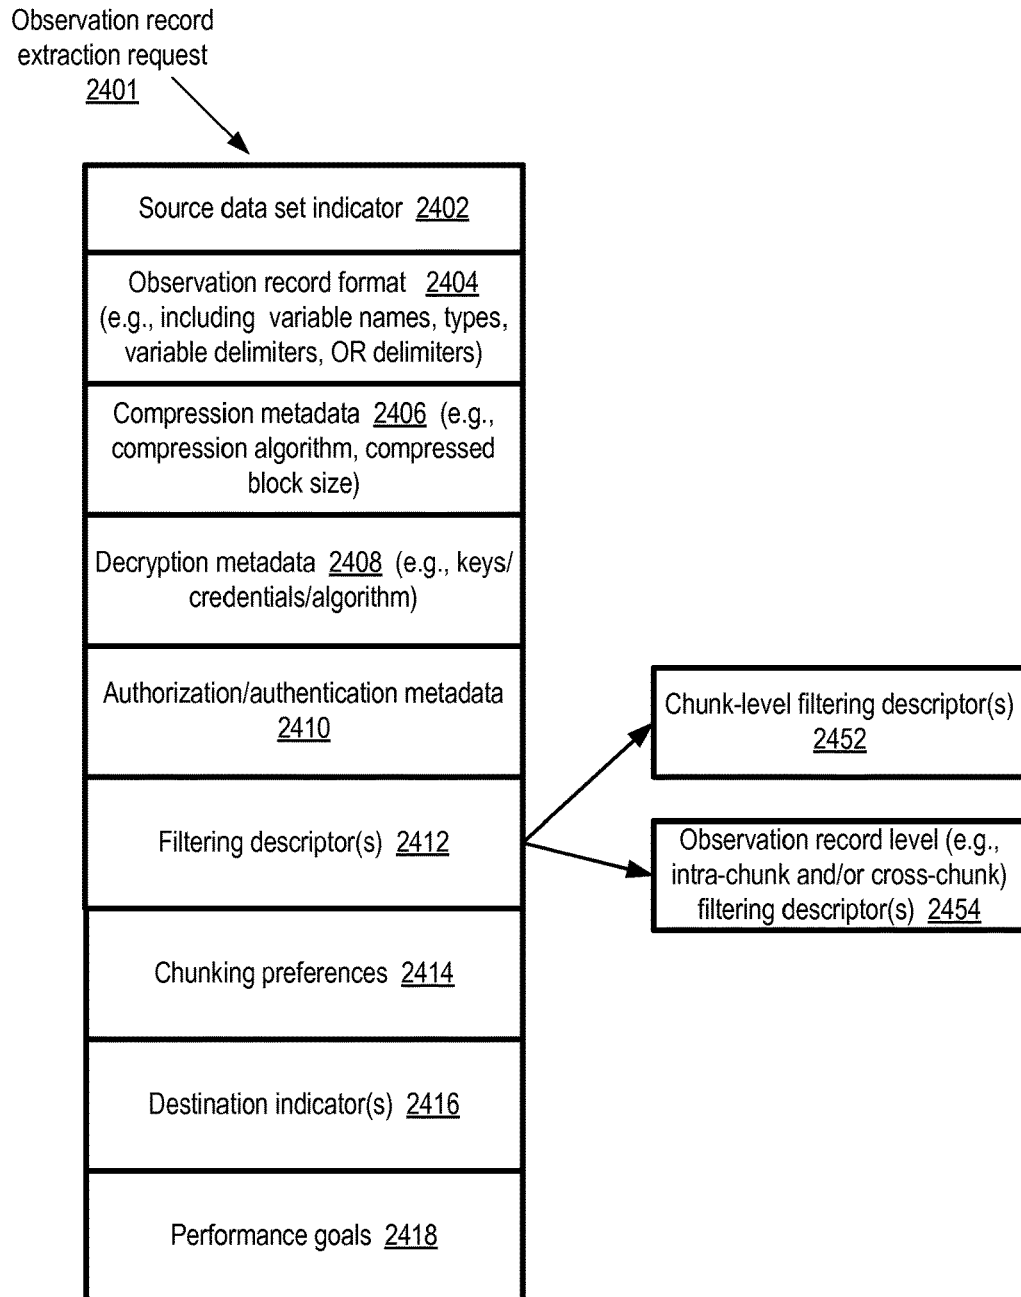 Observation record
extraction request
2401
Source data set indicator 2402
Observation record format 2404
(e.g., including variable names, types,
variable delimiters, OR delimiters)
Compression metadata 2406 (e.g.,
compression algorithm, compressed
block size)
Decryption metadata 2408 (e.g., keys/
credentials/algorithm)
Authorization/authentication metadata
2410
Filtering descriptor(s) 2412
Chunk-level filtering descriptor(s)
2452
Observation record level (e.g.,
intra-chunk and/or cross-chunk)
filtering descriptor(s) 2454
Chunking preferences 2414
Destination indicator(s) 2416
Performance goals 2418